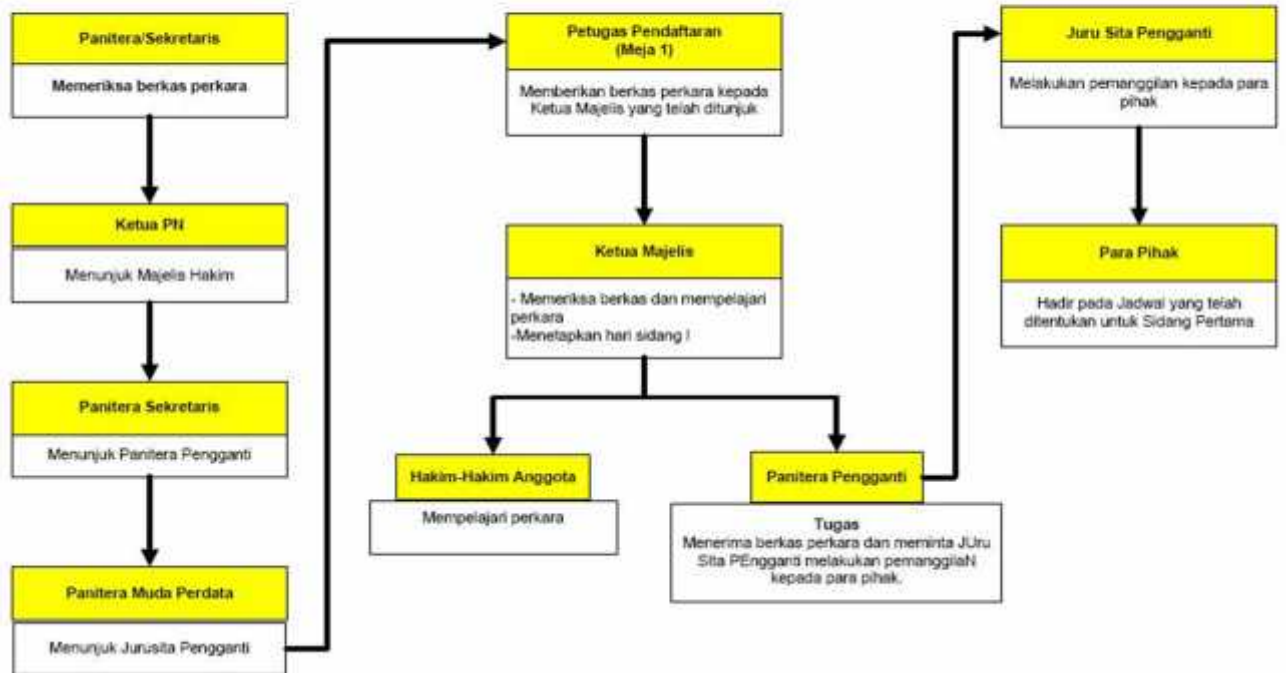 Panitera/Sekretaris
Memeriksa berkas perkara
Ketua PN
Menunjuk Majelis Hakim
Panitera Sekretaris
Menunjuk Panitera Pengganti
Panitera Muda Perdata
Menunjuk Jurusita Pengganti
Petugas Pendaftaran
(Meja 1)
Memberikan berkas perkara kepada
Ketua Majelis yang telah ditunjuk
Ketua Majelis
- Memeriksa berkas dan mempelajari
perkara
-Menetapkan hari sidang I
Hakim-Hakim Anggota
Mempelajari perkara
Panitera Pengganti
Tugas
Menerima berkas perkara dan meminta JUru
Sita PEngganti melakukan pemanggilaN
kepada para pihak.
Juru Sita Pengganti
Melakukan pemanggilan kepada para
pihak
Para Pihak
Hadir pada Jadwal yang telah
ditentukan untuk Sidang Pertama